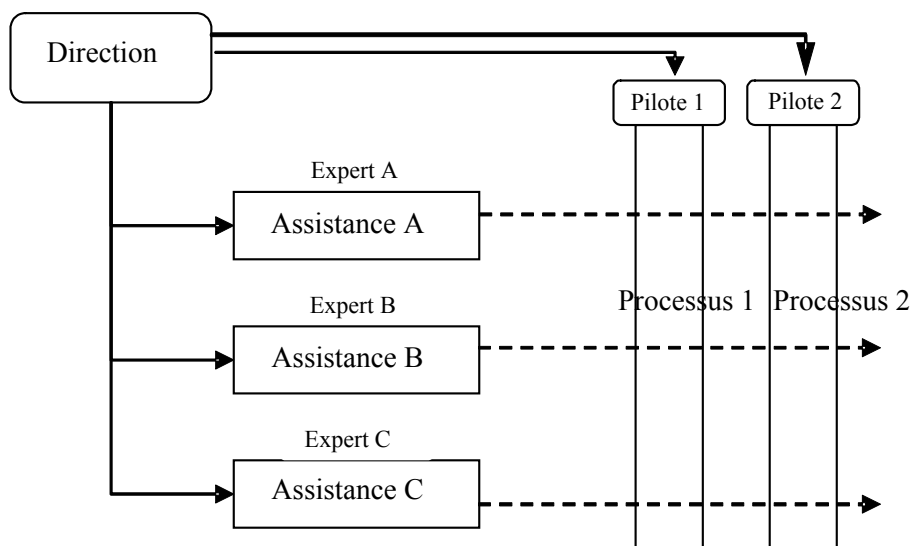 Direction
Pilote 1
Pilote 2
Expert A
Assistance A
Processus 1
Processus 2
Expert B
Assistance B
Expert C
Assistance C